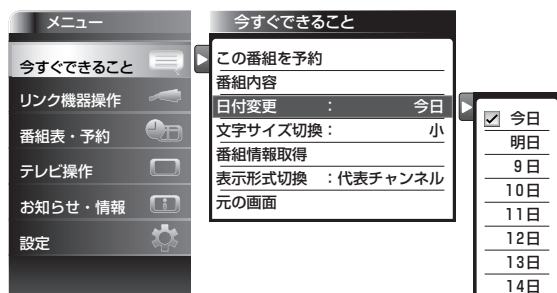 メニュー
今すぐできること
リンク機器操作
番組表・予約
テレビ操作
お知らせ・情報
設定
今すぐできること
この番組を予約
番組内容
日付変更 : 今日
文字サイズ切換 : 小
番組情報取得
表示形式切換 : 代表チャンネル
元の画面
今日
明日
9日
10日
11日
12日
13日
14日